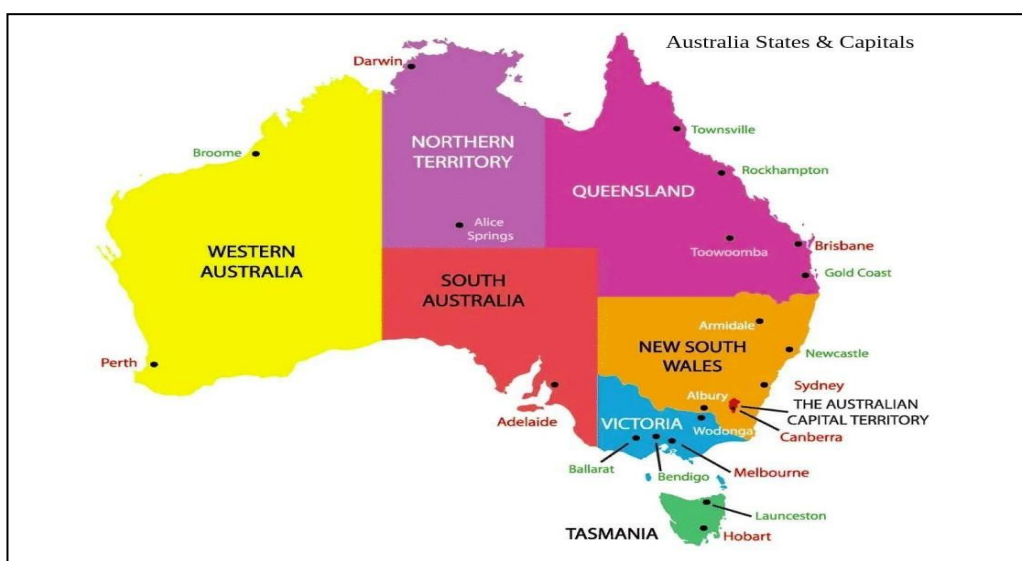 Australia States & Capitals
Darwin
Broome
NORTHERN
TERRITORY
Townsville
Rockhampton
QUEENSLAND
Alice
Springs
WESTERN
AUSTRALIA
Toowoomba
Brisbane
Gold Coast
SOUTH
AUSTRALIA
Armidale
NEW SOUTH
WALES
Newcastle
Perth
Sydney
Albury
THE AUSTRALIAN
CAPITAL TERRITORY
Adelaide
VICTORIA
Wodonga
Canberra
Ballarat
Bendigo
Melbourne
Launceston
TASMANIA
Hobart